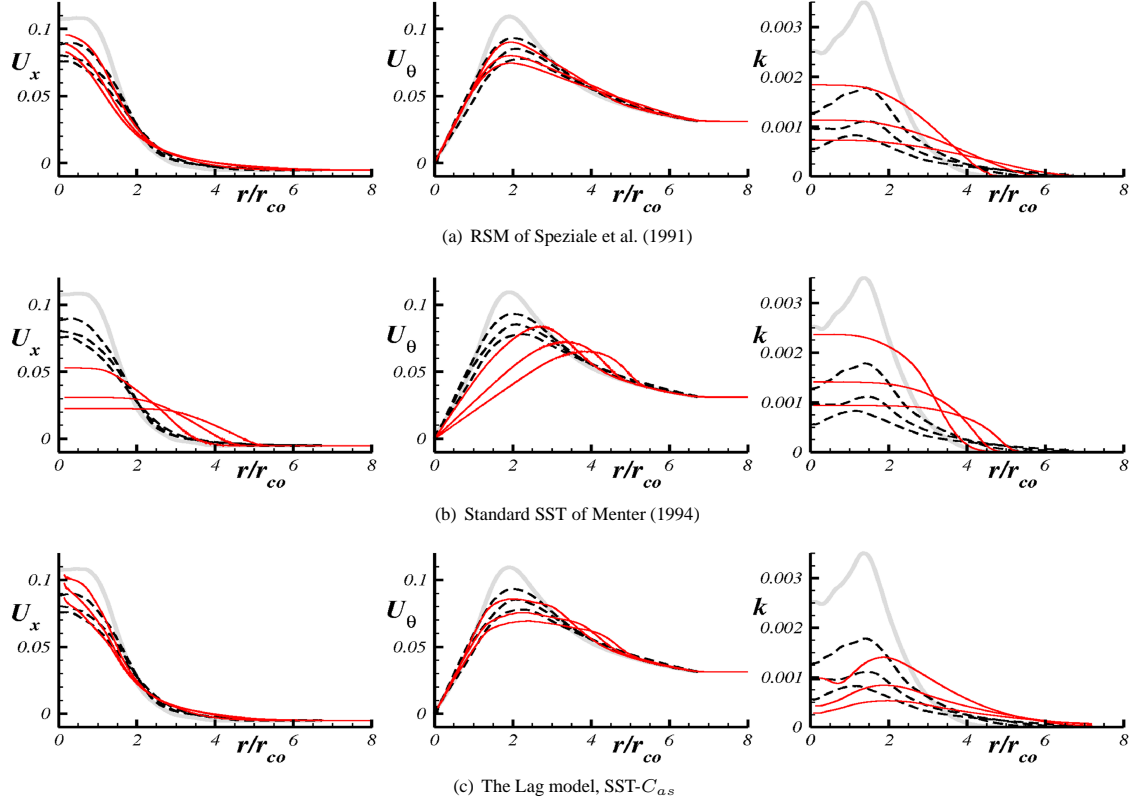 U_x
0.1
0.05
0
0 2 4 6 8
r/r_co
U_θ
0.1
0.05
0
0 2 4 6 8
r/r_co
k
0.003
0.002
0.001
0
0 2 4 6 8
r/r_co
(a) RSM of Speziale et al. (1991)
U_x
0.1
0.05
0
0 2 4 6 8
r/r_co
U_θ
0.1
0.05
0
0 2 4 6 8
r/r_co
k
0.003
0.002
0.001
0
0 2 4 6 8
r/r_co
(b) Standard SST of Menter (1994)
U_x
0.1
0.05
0
0 2 4 6 8
r/r_co
U_θ
0.1
0.05
0
0 2 4 6 8
r/r_co
k
0.003
0.002
0.001
0
0 2 4 6 8
r/r_co
(c) The Lag model, SST-C_as